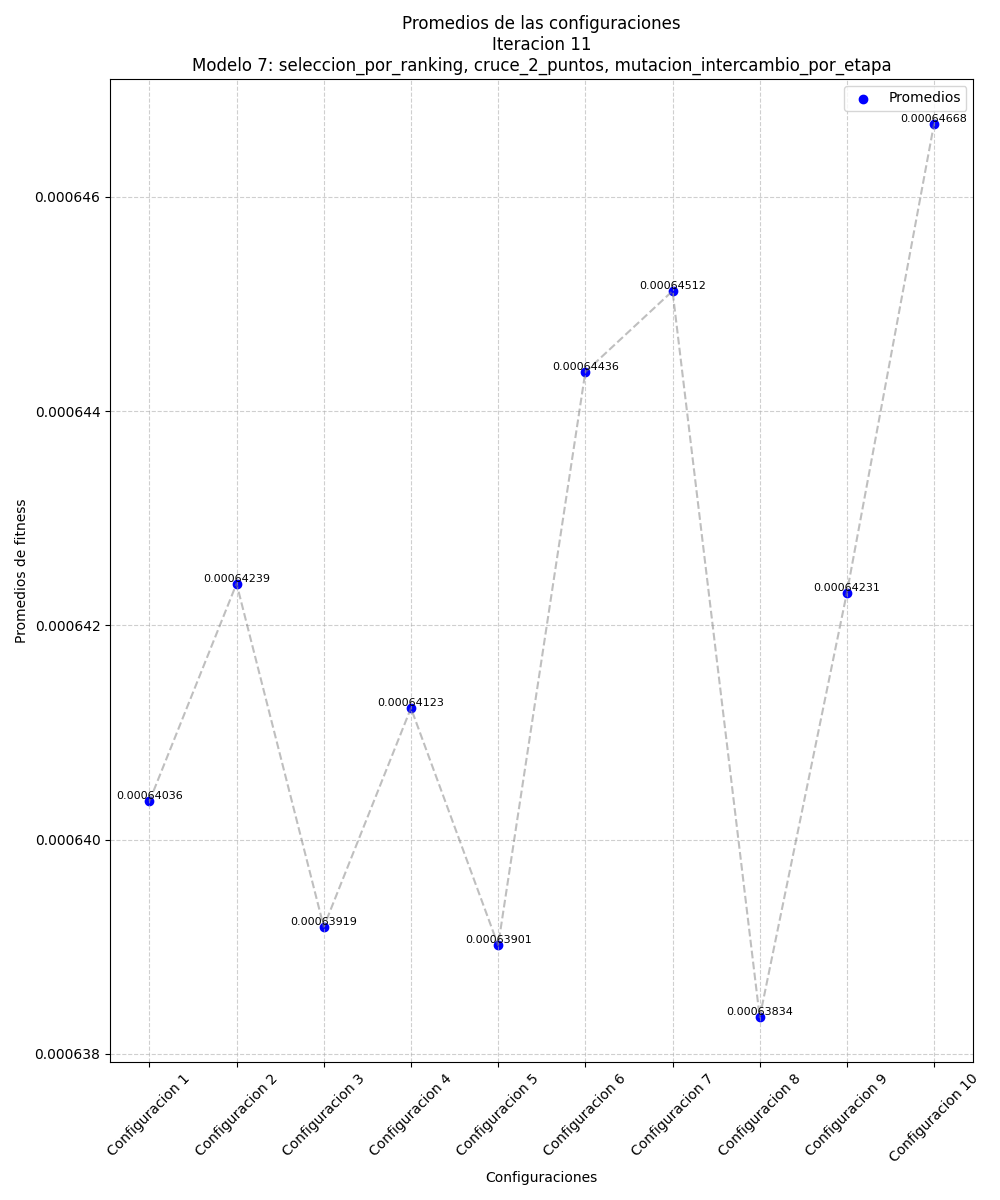 Promedios de las configuraciones
Iteracion 11
Modelo 7: seleccion_por_ranking, cruce_2_puntos, mutacion_intercambio_por_etapa
Promedios
0.00064668
0.000646
0.00064512
0.00064436
0.000644
0.00064239
0.00064231
0.000642
0.00064123
0.00064036
0.000640
0.00063919
0.00063901
0.00063834
0.000638
Promedios de fitness
Configuracion 1
Configuracion 2
Configuracion 3
Configuracion 4
Configuracion 5
Configuracion 6
Configuracion 7
Configuracion 8
Configuracion 9
Configuracion 10
Configuraciones